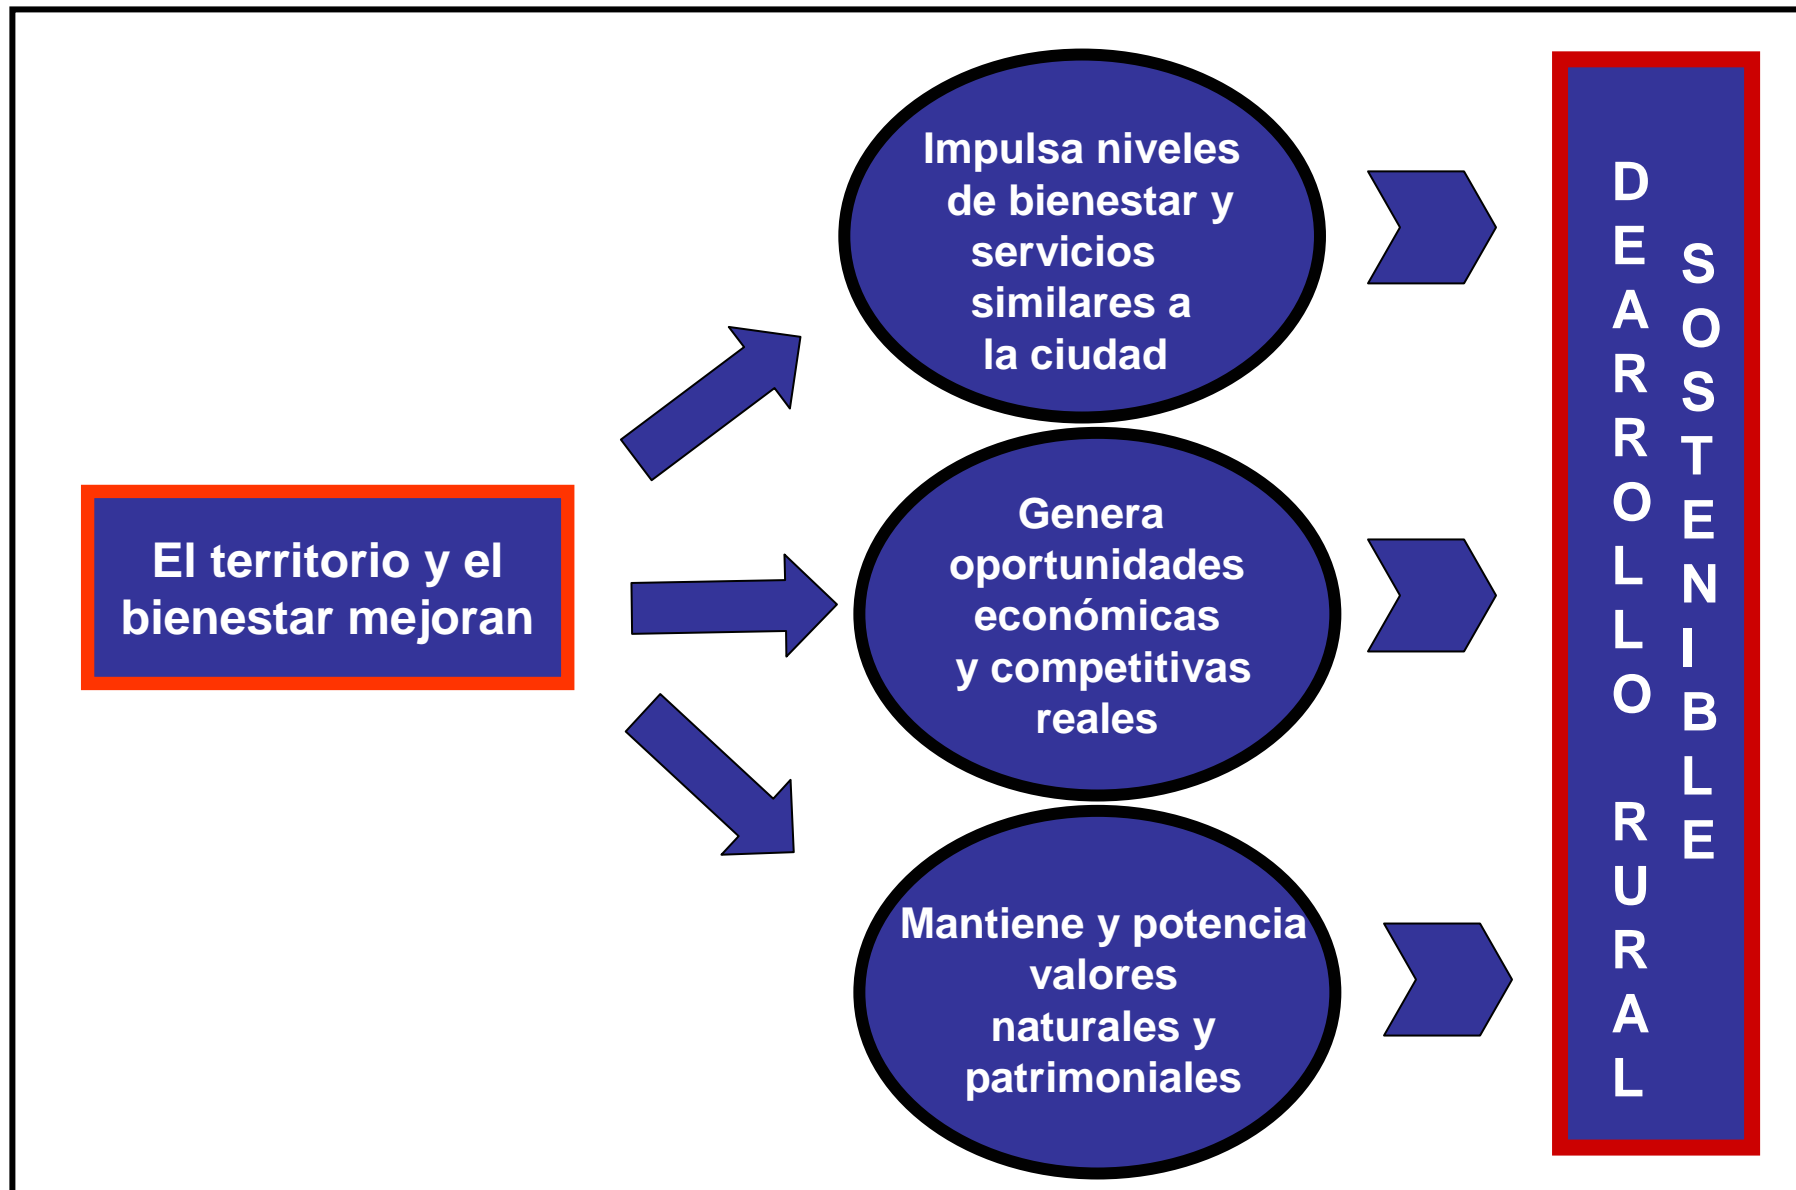 El territorio y el
bienestar mejoran
Impulsa niveles
de bienestar y
servicios
similares a
la ciudad
Genera
oportunidades
económicas
y competitivas
reales
Mantiene y potencia
valores
naturales y
patrimoniales
DEARROLLO RURAL
SOSTENIBLE